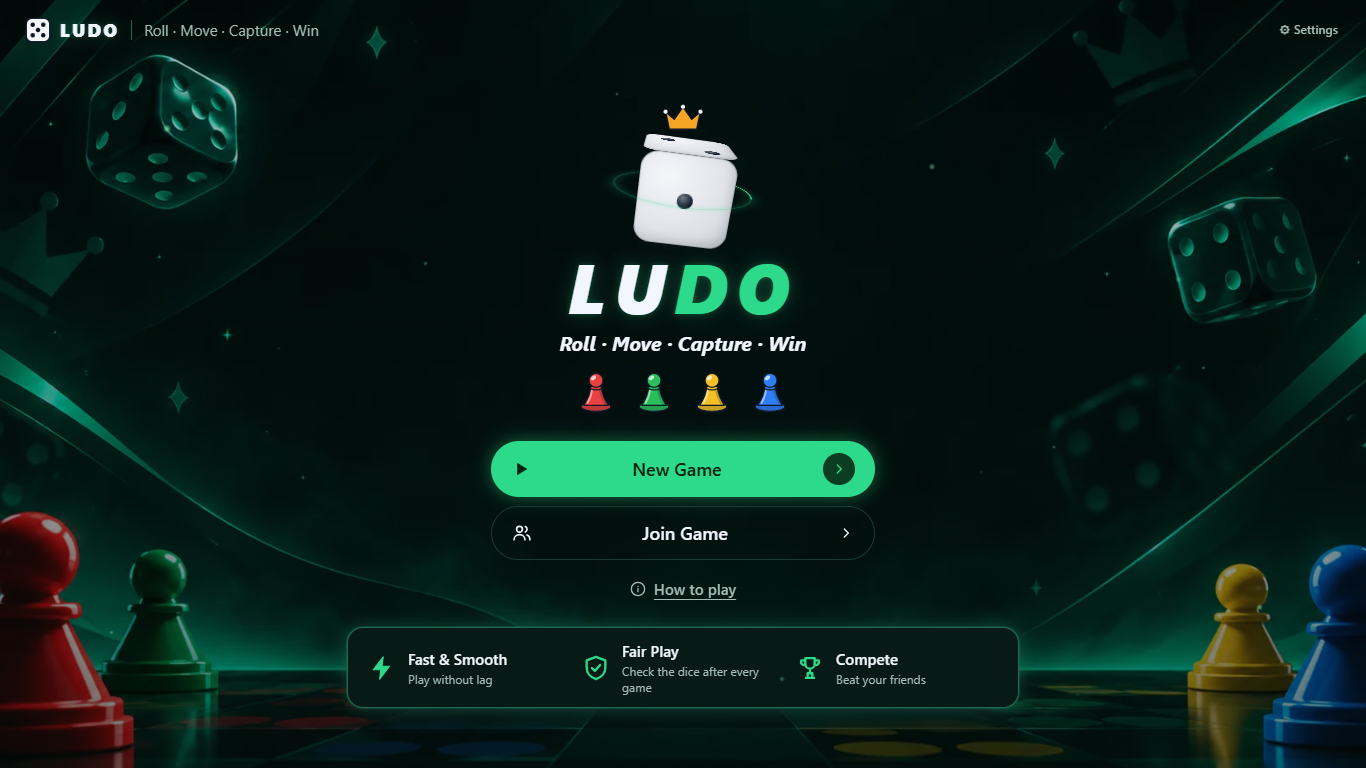 LUDO
Roll · Move · Capture · Win
Settings
LUDO
Roll · Move · Capture · Win
New Game
Join Game
How to play
Fast & Smooth
Play without lag
Fair Play
Check the dice after every
game
Compete
Beat your friends